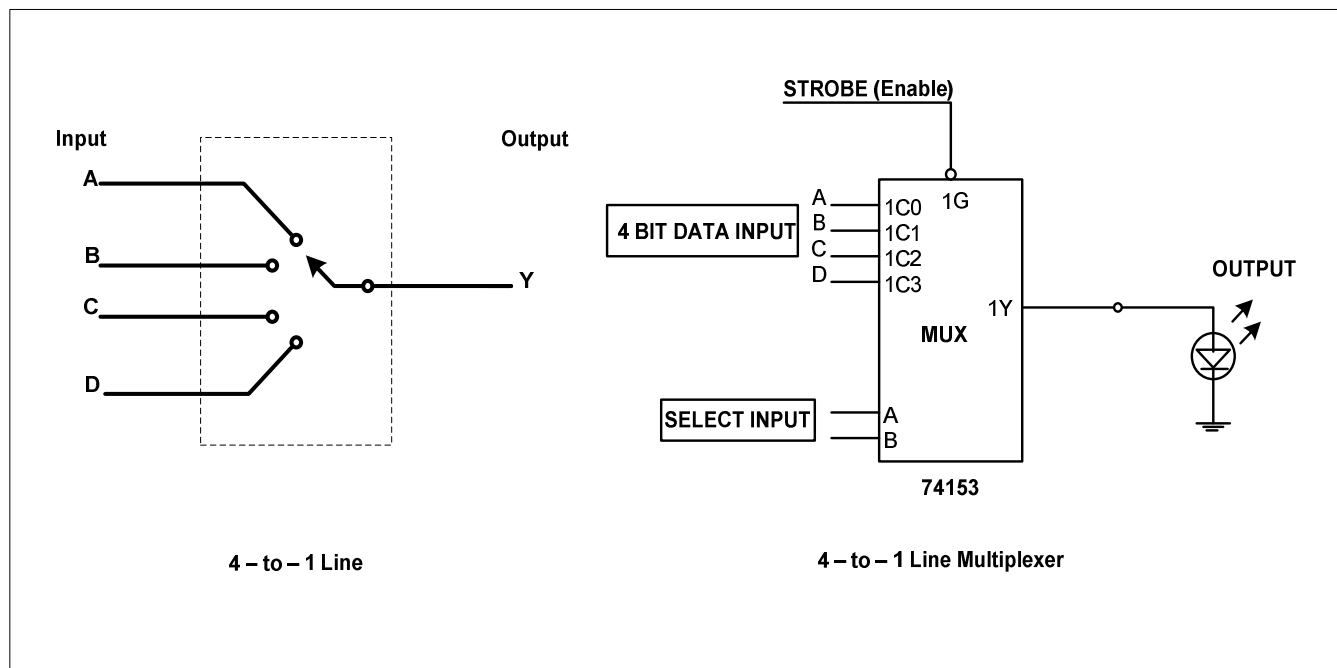 Input
Output
A
B
C
D
Y
4 – to – 1 Line
STROBE (Enable)
1G
4 BIT DATA INPUT
A
B
C
D
1C0
1C1
1C2
1C3
1Y
MUX
SELECT INPUT
A
B
74153
OUTPUT
4 – to – 1 Line Multiplexer